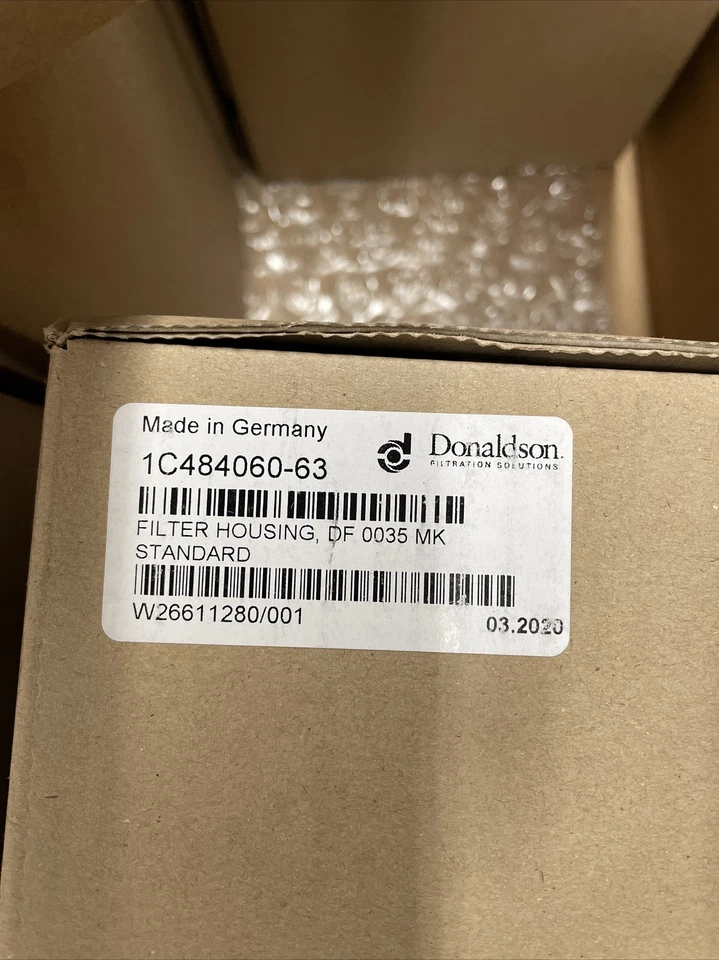 Made in Germany
1C484060-63
Donaldson.
FILTRATION SOLUTIONS
FILTER HOUSING, DF 0035 MK
STANDARD
W26611280/001
03.2020